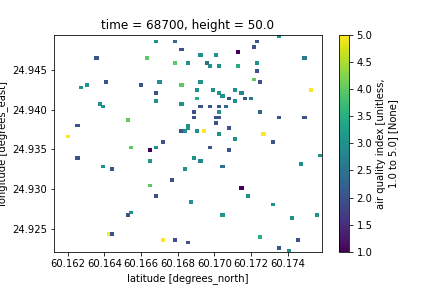 time = 68700, height = 50.0
24.945
24.940
24.935
24.930
24.925
longitude [degrees_east]
60.162 60.164 60.166 60.168 60.170 60.172 60.174
latitude [degrees_north]
5.0
4.5
4.0
3.5
3.0
2.5
2.0
1.5
1.0
air quality index [unitless,
1.0 to 5.0] [None]